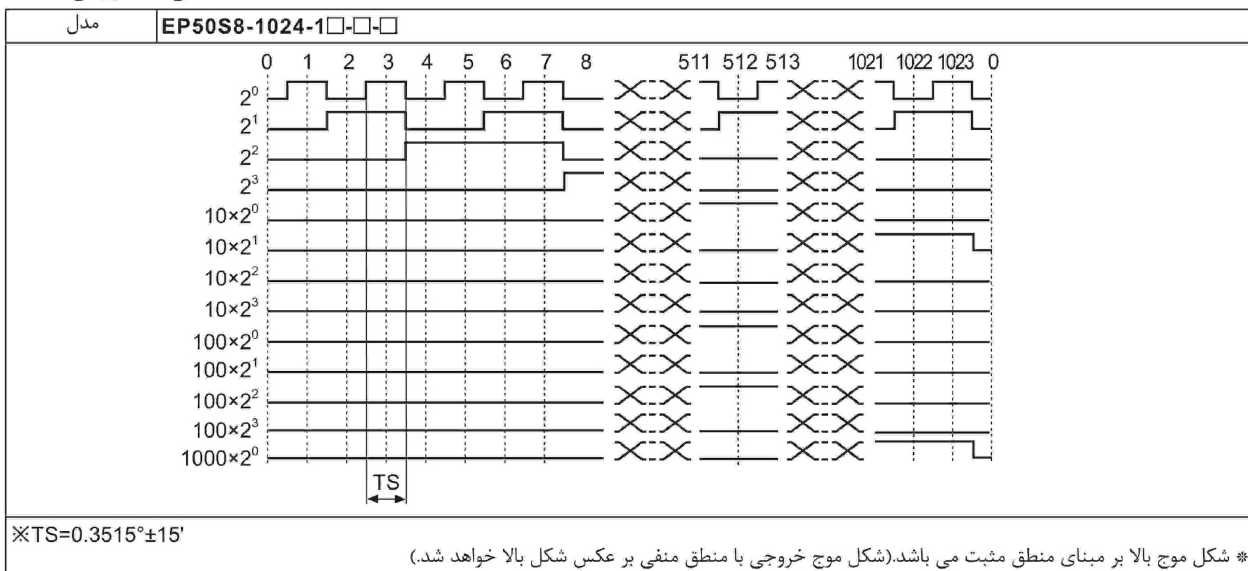 مدل
EP50S8-1024-1□-□-□
0 1 2 3 4 5 6 7 8 511 512 513 1021 1022 1023 0
2⁰
2¹
2²
2³
10×2⁰
10×2¹
10×2²
10×2³
100×2⁰
100×2¹
100×2²
100×2³
1000×2⁰
TS
※TS=0.3515°±15'
* شکل موج بالا بر مبنای منطق مثبت می باشد.(شکل موج خروجی با منطق منفی بر عکس شکل بالا خواهد شد.)